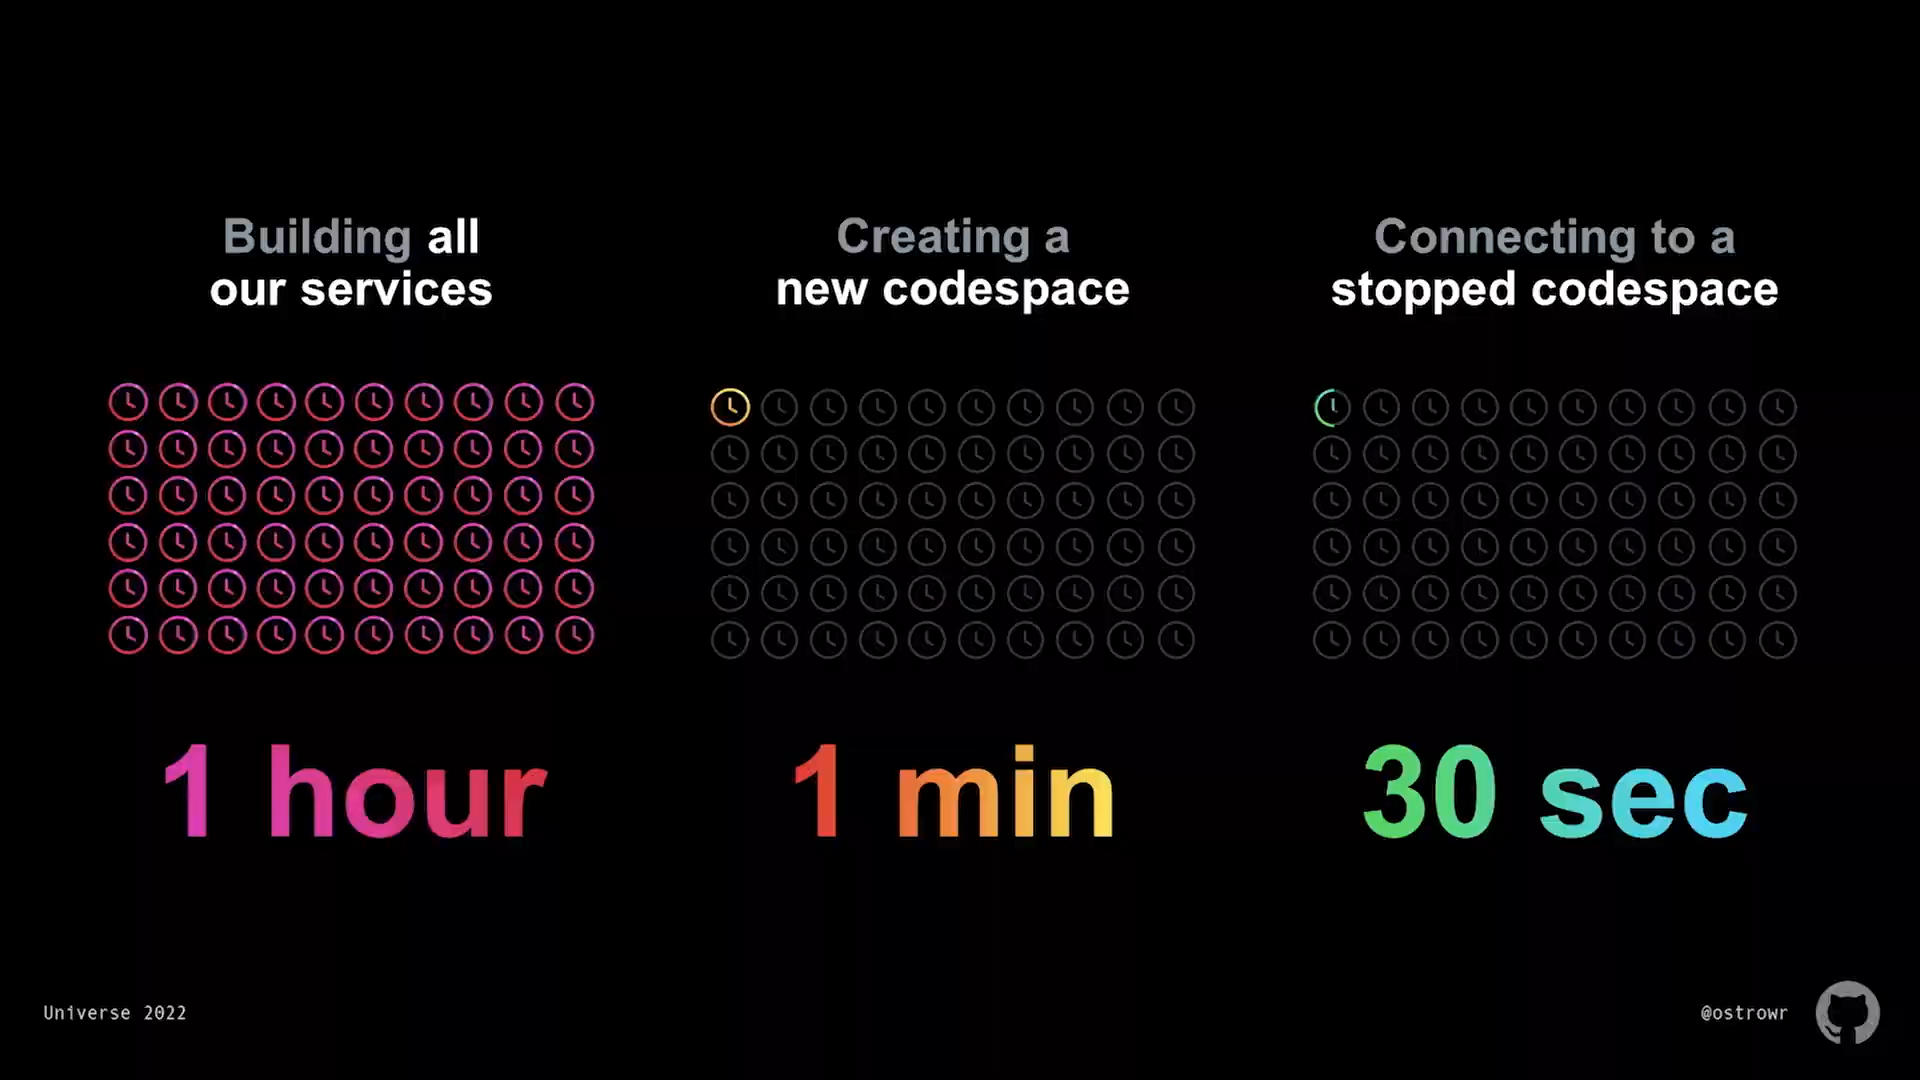 Building all
our services
1 hour
Creating a
new codespace
1 min
Connecting to a
stopped codespace
30 sec
Universe 2022
@ostrowr